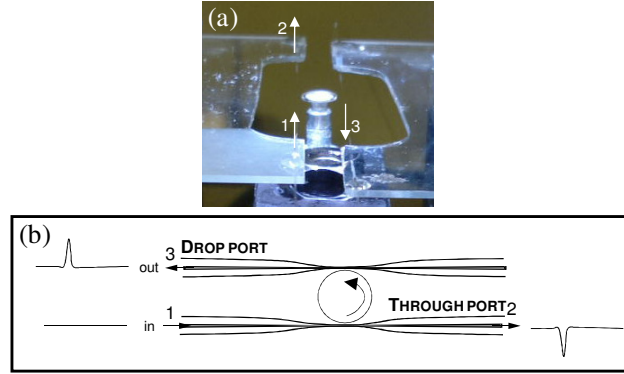 (a)
2
1
3
(b)
3 DROP PORT
out
THROUGH PORT 2
in 1